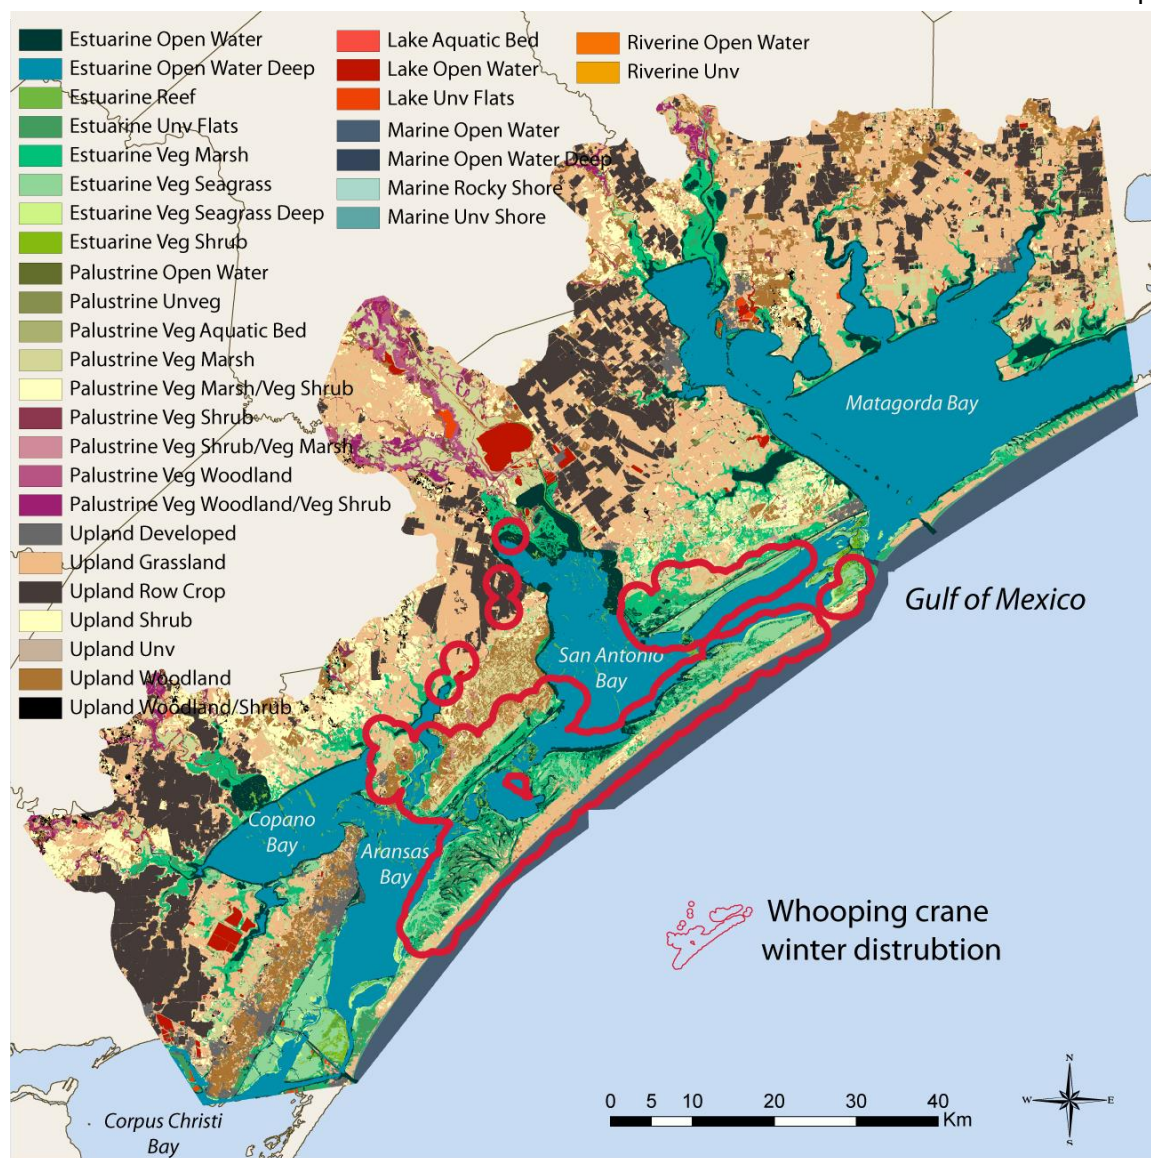 Estuarine Open Water
Estuarine Open Water Deep
Estuarine Reef
Estuarine Unv Flats
Estuarine Veg Marsh
Estuarine Veg Seagrass
Estuarine Veg Seagrass Deep
Estuarine Veg Shrub
Palustrine Open Water
Palustrine Unveg
Palustrine Veg Aquatic Bed
Palustrine Veg Marsh
Palustrine Veg Marsh/Veg Shrub
Palustrine Veg Shrub
Palustrine Veg Shrub/Veg Marsh
Palustrine Veg Woodland
Palustrine Veg Woodland/Veg Shrub
Upland Developed
Upland Grassland
Upland Row Crop
Upland Shrub
Upland Unv
Upland Woodland
Upland Woodland/Shrub
Lake Aquatic Bed
Lake Open Water
Lake Unv Flats
Marine Open Water
Marine Open Water Deep
Marine Rocky Shore
Marine Unv Shore
Riverine Open Water
Riverine Unv
Matagorda Bay
Gulf of Mexico
San Antonio
Bay
Copano
Bay
Aransas
Bay
Whooping crane
winter distrubtion
Corpus Christi
Bay
0 5 10 20 30 40
Km
N
W E
S